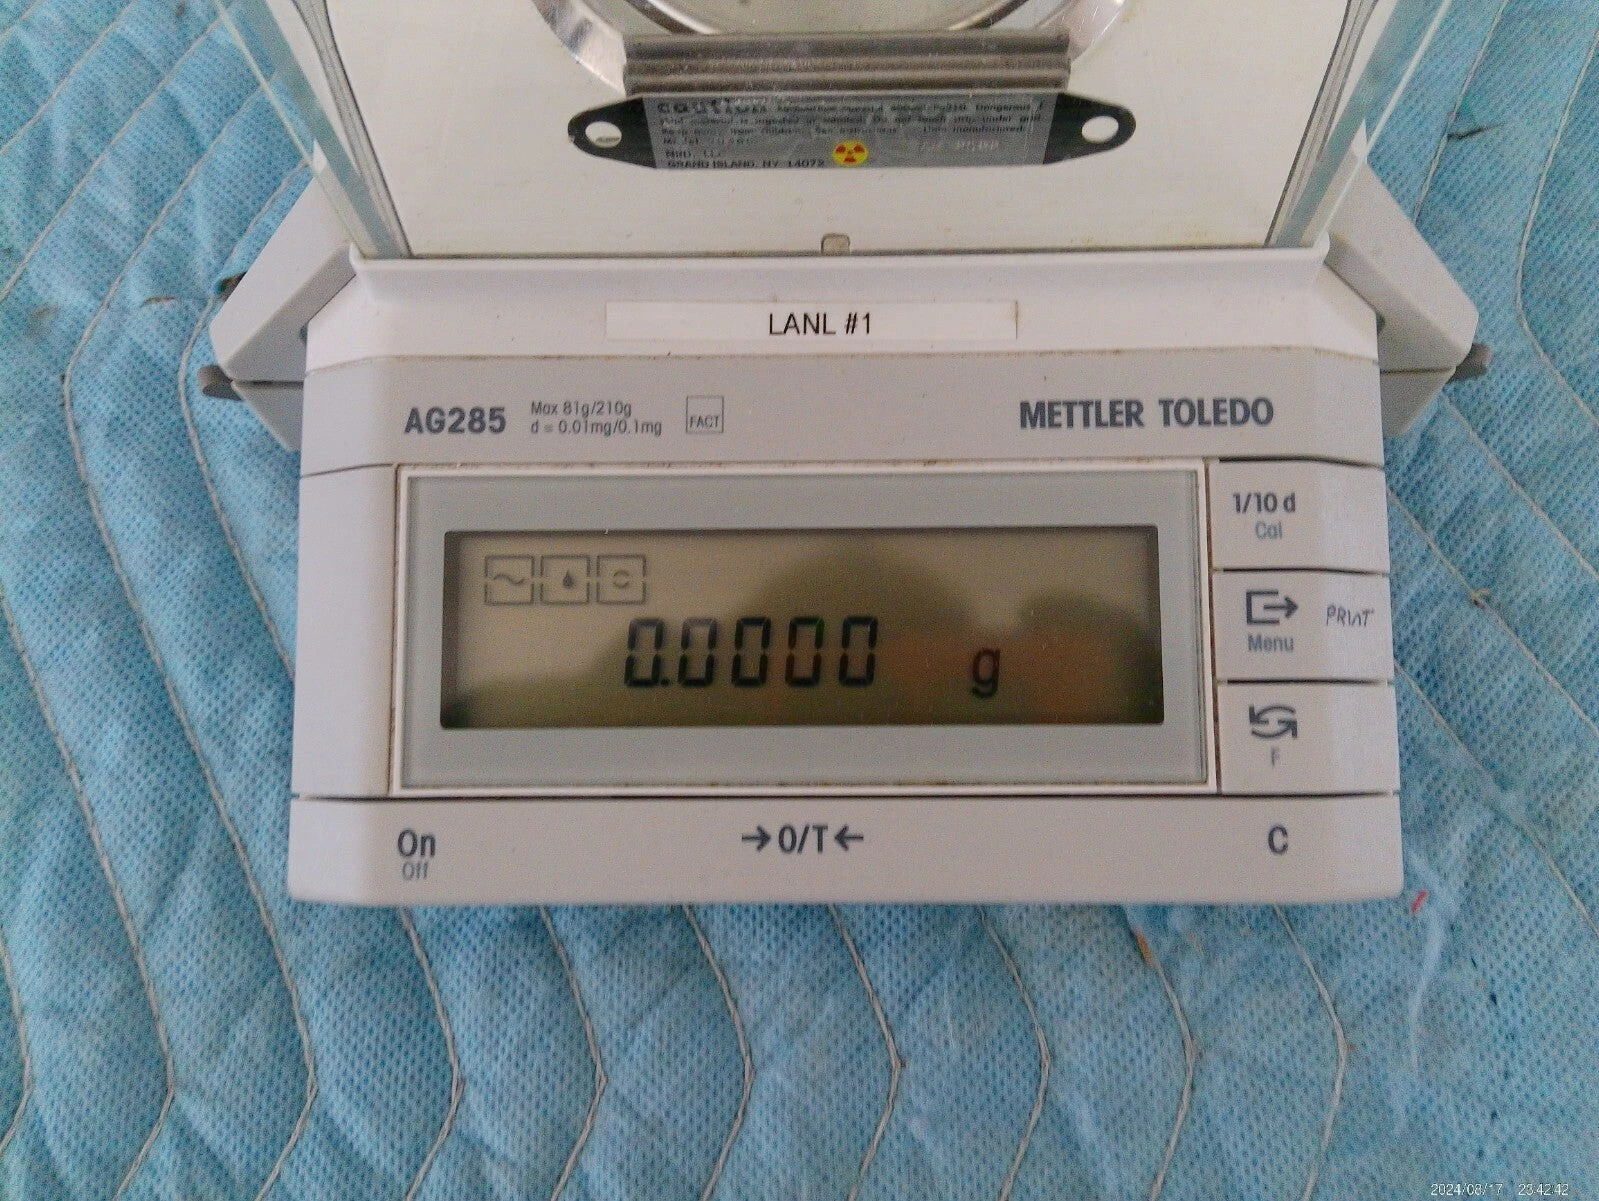 caution
GRAND ISLAND, NY 14072
LANL #1
AG285
Max 81g/210g
d = 0.01mg/0.1mg
FACT
METTLER TOLEDO
1/10 d
Cal
0.0000 g
Menu
PRINT
F
On
Off
→0/T←
C
2024/08/17 23:42:42